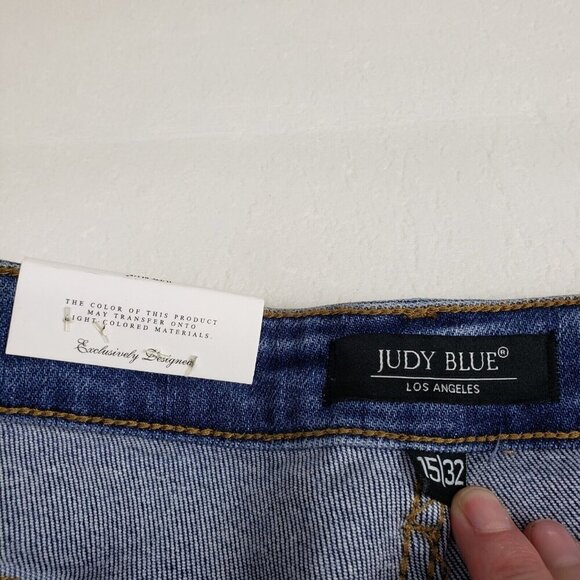 THE COLOR OF THIS PRODUCT
MAY TRANSFER ONTO
LIGHT-COLORED MATERIALS.
Exclusively Designed
JUDY BLUE®
LOS ANGELES
15|32